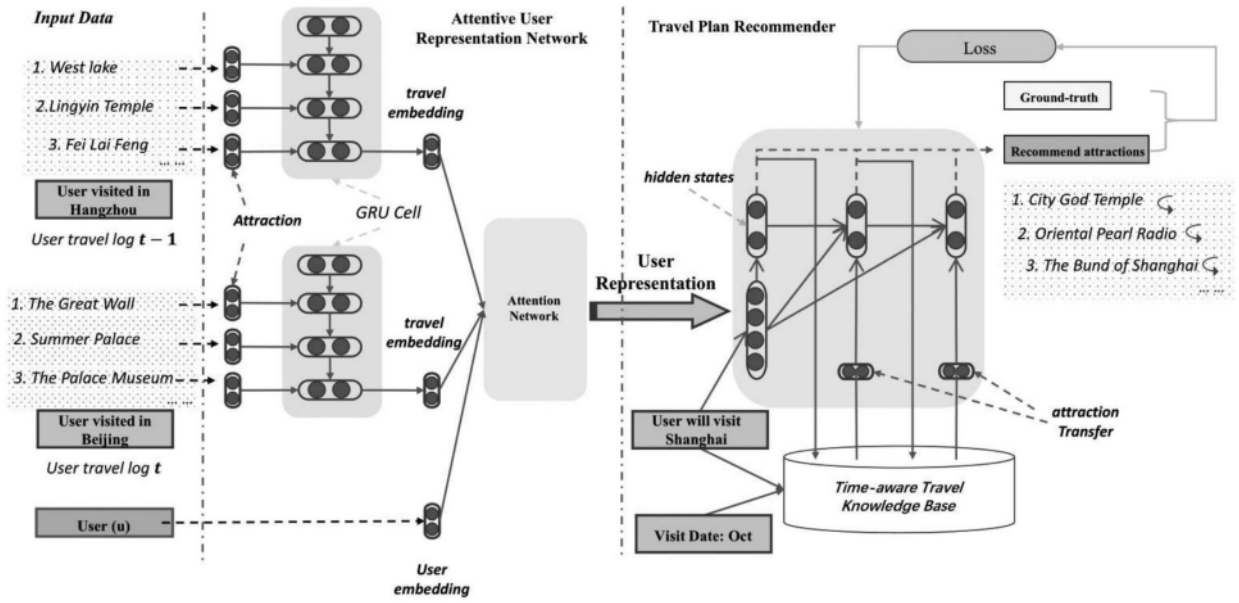 Input Data
1. West lake
2.Lingyin Temple
3. Fei Lai Feng
... ...
User visited in
Hangzhou
User travel log t − 1
1. The Great Wall
2. Summer Palace
3. The Palace Museum
... ...
User visited in
Beijing
User travel log t
User (u)
Attentive User
Representation Network
travel
embedding
Attraction
GRU Cell
travel
embedding
Attention
Network
User
embedding
User
Representation
Travel Plan Recommender
Loss
Ground-truth
Recommend attractions
hidden states
1. City God Temple
2. Oriental Pearl Radio
3. The Bund of Shanghai
... ...
User will visit
Shanghai
attraction
Transfer
Time-aware Travel
Knowledge Base
Visit Date: Oct